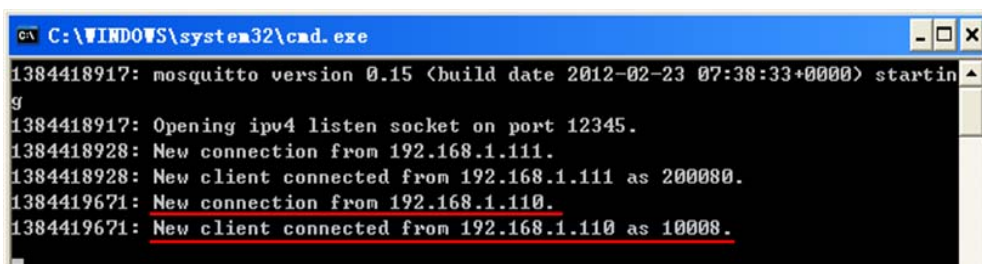 C:\WINDOWS\system32\cmd.exe
1384418917: mosquitto version 0.15 (build date 2012-02-23 07:38:33+0000) startin
g
1384418917: Opening ipv4 listen socket on port 12345.
1384418928: New connection from 192.168.1.111.
1384418928: New client connected from 192.168.1.111 as 200080.
1384419671: New connection from 192.168.1.110.
1384419671: New client connected from 192.168.1.110 as 10008.